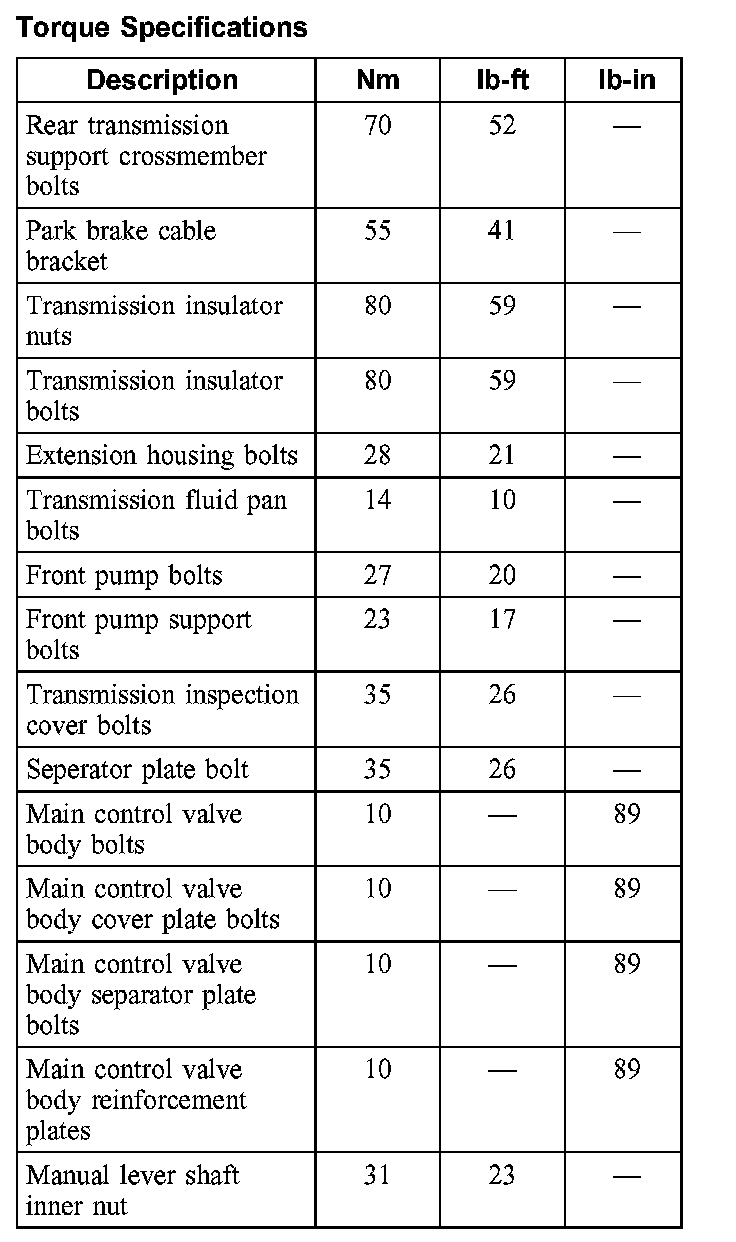 Torque Specifications
Description Nm lb-ft lb-in
Rear transmission 70 52 —
support crossmember
bolts
Park brake cable 55 41 —
bracket
Transmission insulator 80 59 —
nuts
Transmission insulator 80 59 —
bolts
Extension housing bolts 28 21 —
Transmission fluid pan 14 10 —
bolts
Front pump bolts 27 20 —
Front pump support 23 17 —
bolts
Transmission inspection 35 26 —
cover bolts
Seperator plate bolt 35 26 —
Main control valve 10 — 89
body bolts
Main control valve 10 — 89
body cover plate bolts
Main control valve 10 — 89
body separator plate
bolts
Main control valve 10 — 89
body reinforcement
plates
Manual lever shaft 31 23 —
inner nut